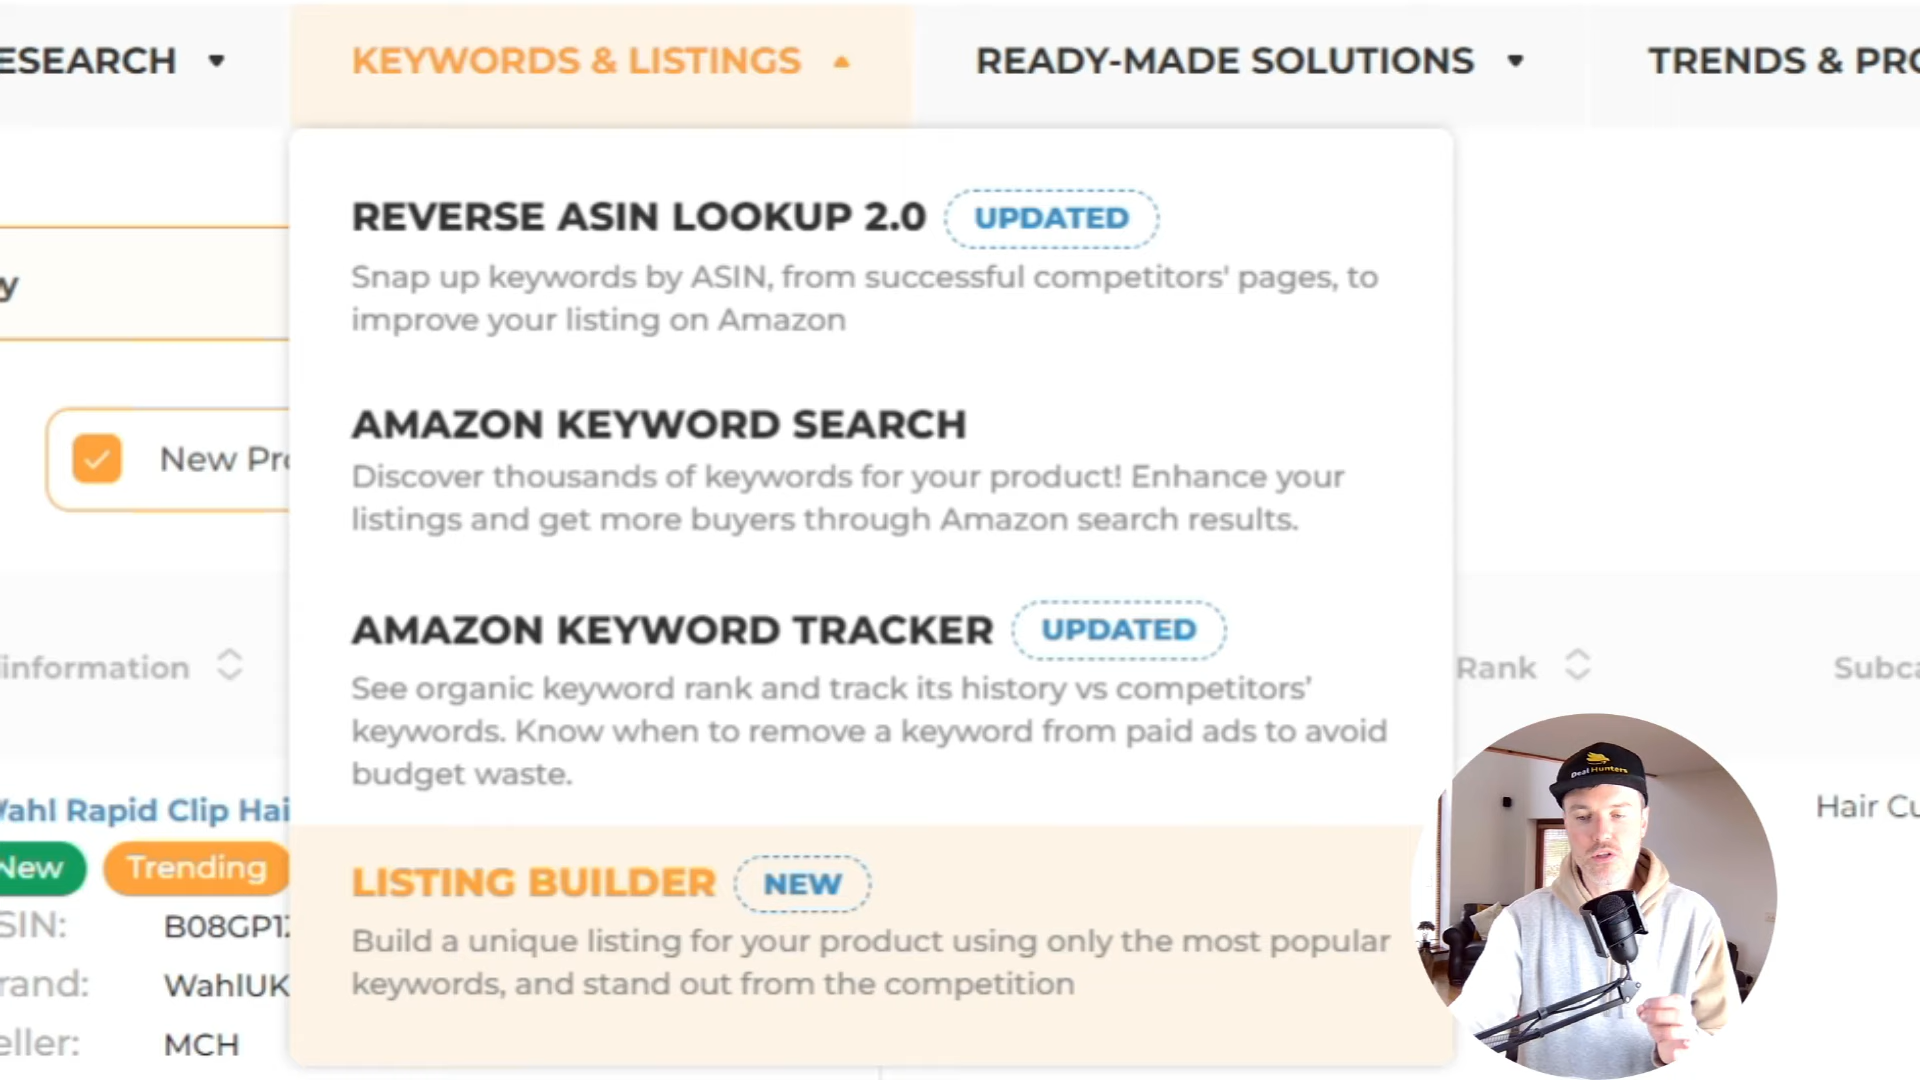 ESEARCH
KEYWORDS & LISTINGS
READY-MADE SOLUTIONS
TRENDS & PRO
REVERSE ASIN LOOKUP 2.0 UPDATED
Snap up keywords by ASIN, from successful competitors' pages, to
improve your listing on Amazon
y
AMAZON KEYWORD SEARCH
Discover thousands of keywords for your product! Enhance your
listings and get more buyers through Amazon search results.
New Pro
AMAZON KEYWORD TRACKER UPDATED
See organic keyword rank and track its history vs competitors’
keywords. Know when to remove a keyword from paid ads to avoid
budget waste.
information
Rank
Subca
Wahl Rapid Clip Hai
New
Trending
Hair Cu
LISTING BUILDER NEW
Build a unique listing for your product using only the most popular
keywords, and stand out from the competition
SIN: B08GP1
rand: WahlUK
eller: MCH
Deal Hunters